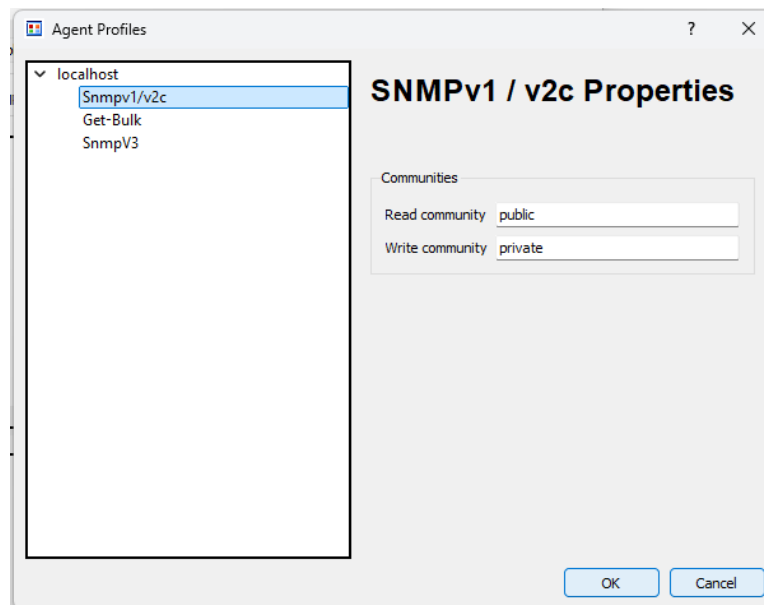 Agent Profiles
?
localhost
Snmpv1/v2c
Get-Bulk
SnmpV3
SNMPv1 / v2c Properties
Communities
Read community public
Write community private
OK Cancel